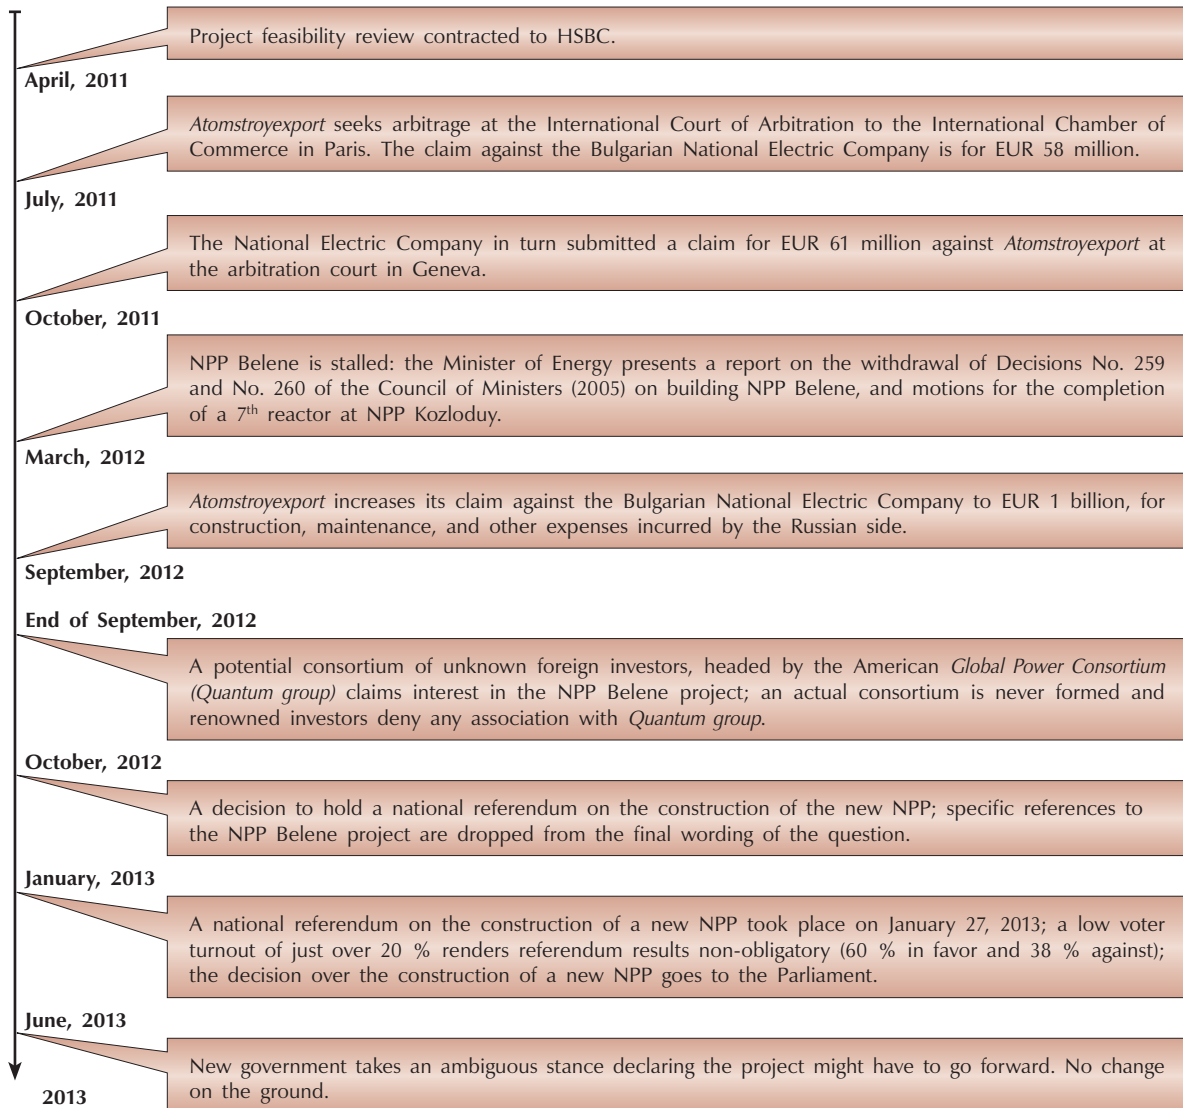 Project feasibility review contracted to HSBC.
April, 2011
Atomstroyexport seeks arbitrage at the International Court of Arbitration to the International Chamber of
Commerce in Paris. The claim against the Bulgarian National Electric Company is for EUR 58 million.
July, 2011
The National Electric Company in turn submitted a claim for EUR 61 million against Atomstroyexport at
the arbitration court in Geneva.
October, 2011
NPP Belene is stalled: the Minister of Energy presents a report on the withdrawal of Decisions No. 259
and No. 260 of the Council of Ministers (2005) on building NPP Belene, and motions for the completion
of a 7th reactor at NPP Kozloduy.
March, 2012
Atomstroyexport increases its claim against the Bulgarian National Electric Company to EUR 1 billion, for
construction, maintenance, and other expenses incurred by the Russian side.
September, 2012
End of September, 2012
A potential consortium of unknown foreign investors, headed by the American Global Power Consortium
(Quantum group) claims interest in the NPP Belene project; an actual consortium is never formed and
renowned investors deny any association with Quantum group.
October, 2012
A decision to hold a national referendum on the construction of the new NPP; specific references to
the NPP Belene project are dropped from the final wording of the question.
January, 2013
A national referendum on the construction of a new NPP took place on January 27, 2013; a low voter
turnout of just over 20 % renders referendum results non-obligatory (60 % in favor and 38 % against);
the decision over the construction of a new NPP goes to the Parliament.
June, 2013
New government takes an ambiguous stance declaring the project might have to go forward. No change
on the ground.
2013